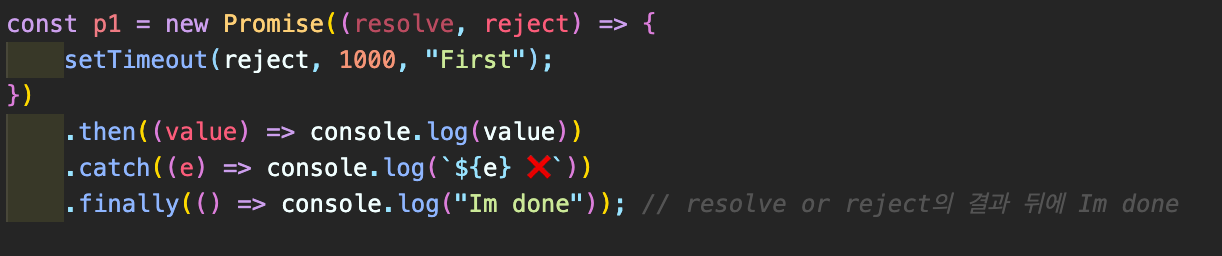 const p1 = new Promise((resolve, reject) => {
    setTimeout(reject, 1000, "First");
})
    .then((value) => console.log(value))
    .catch((e) => console.log(`${e} ❌`))
    .finally(() => console.log("Im done")); // resolve or reject의 결과 뒤에 Im done